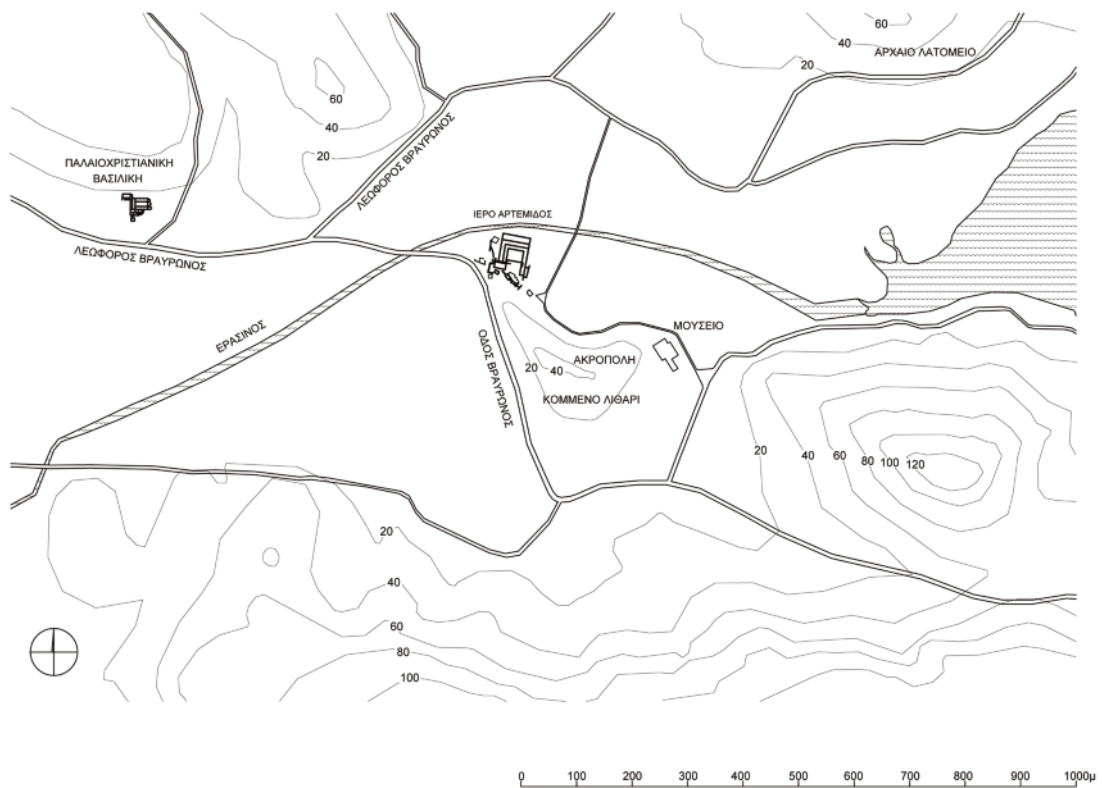 60
40
ΑΡΧΑΙΟ ΛΑΤΟΜΕΙΟ
20
60
40
20
ΠΑΛΑΙΟΧΡΙΣΤΙΑΝΙΚΗ
ΒΑΣΙΛΙΚΗ
ΛΕΩΦΟΡΟΣ ΒΡΑΥΡΩΝΟΣ
ΙΕΡΟ ΑΡΤΕΜΙΔΟΣ
ΛΕΩΦΟΡΟΣ ΒΡΑΥΡΩΝΟΣ
ΕΡΑΣΙΝΟΣ
ΟΔΟΣ ΒΡΑΥΡΩΝΟΣ
ΜΟΥΣΕΙΟ
ΑΚΡΟΠΟΛΗ
20
40
ΚΟΜΜΕΝΟ ΛΙΘΑΡΙ
20
40
60
80
100
120
20
40
60
80
100
0 100 200 300 400 500 600 700 800 900 1000μ